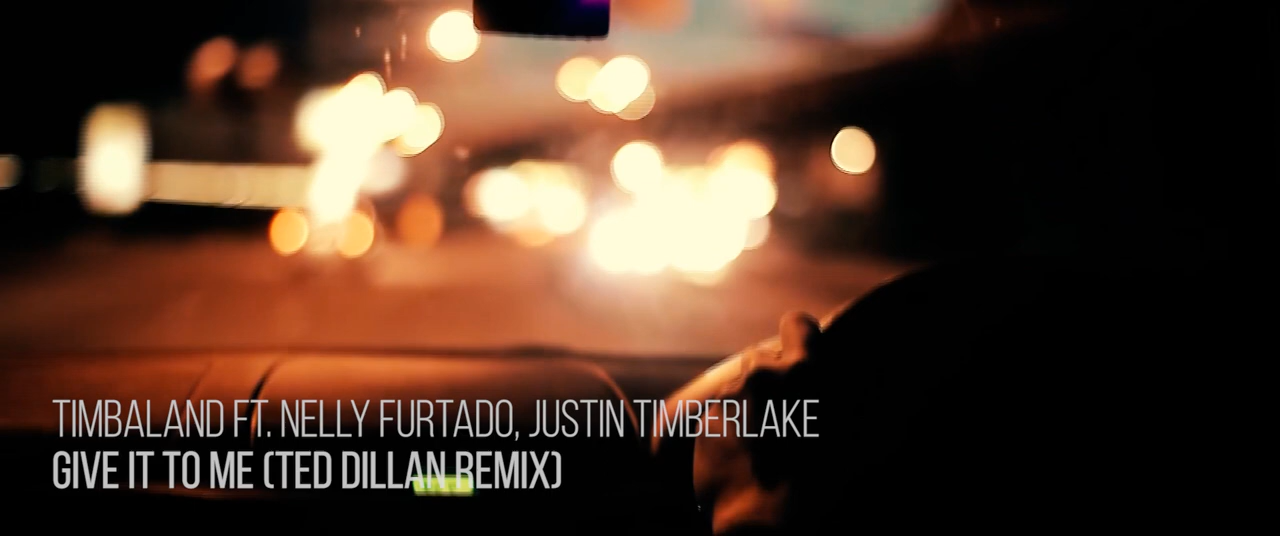 TIMBALAND FT. NELLY FURTADO, JUSTIN TIMBERLAKE
GIVE IT TO ME (TED DILLAN REMIX)